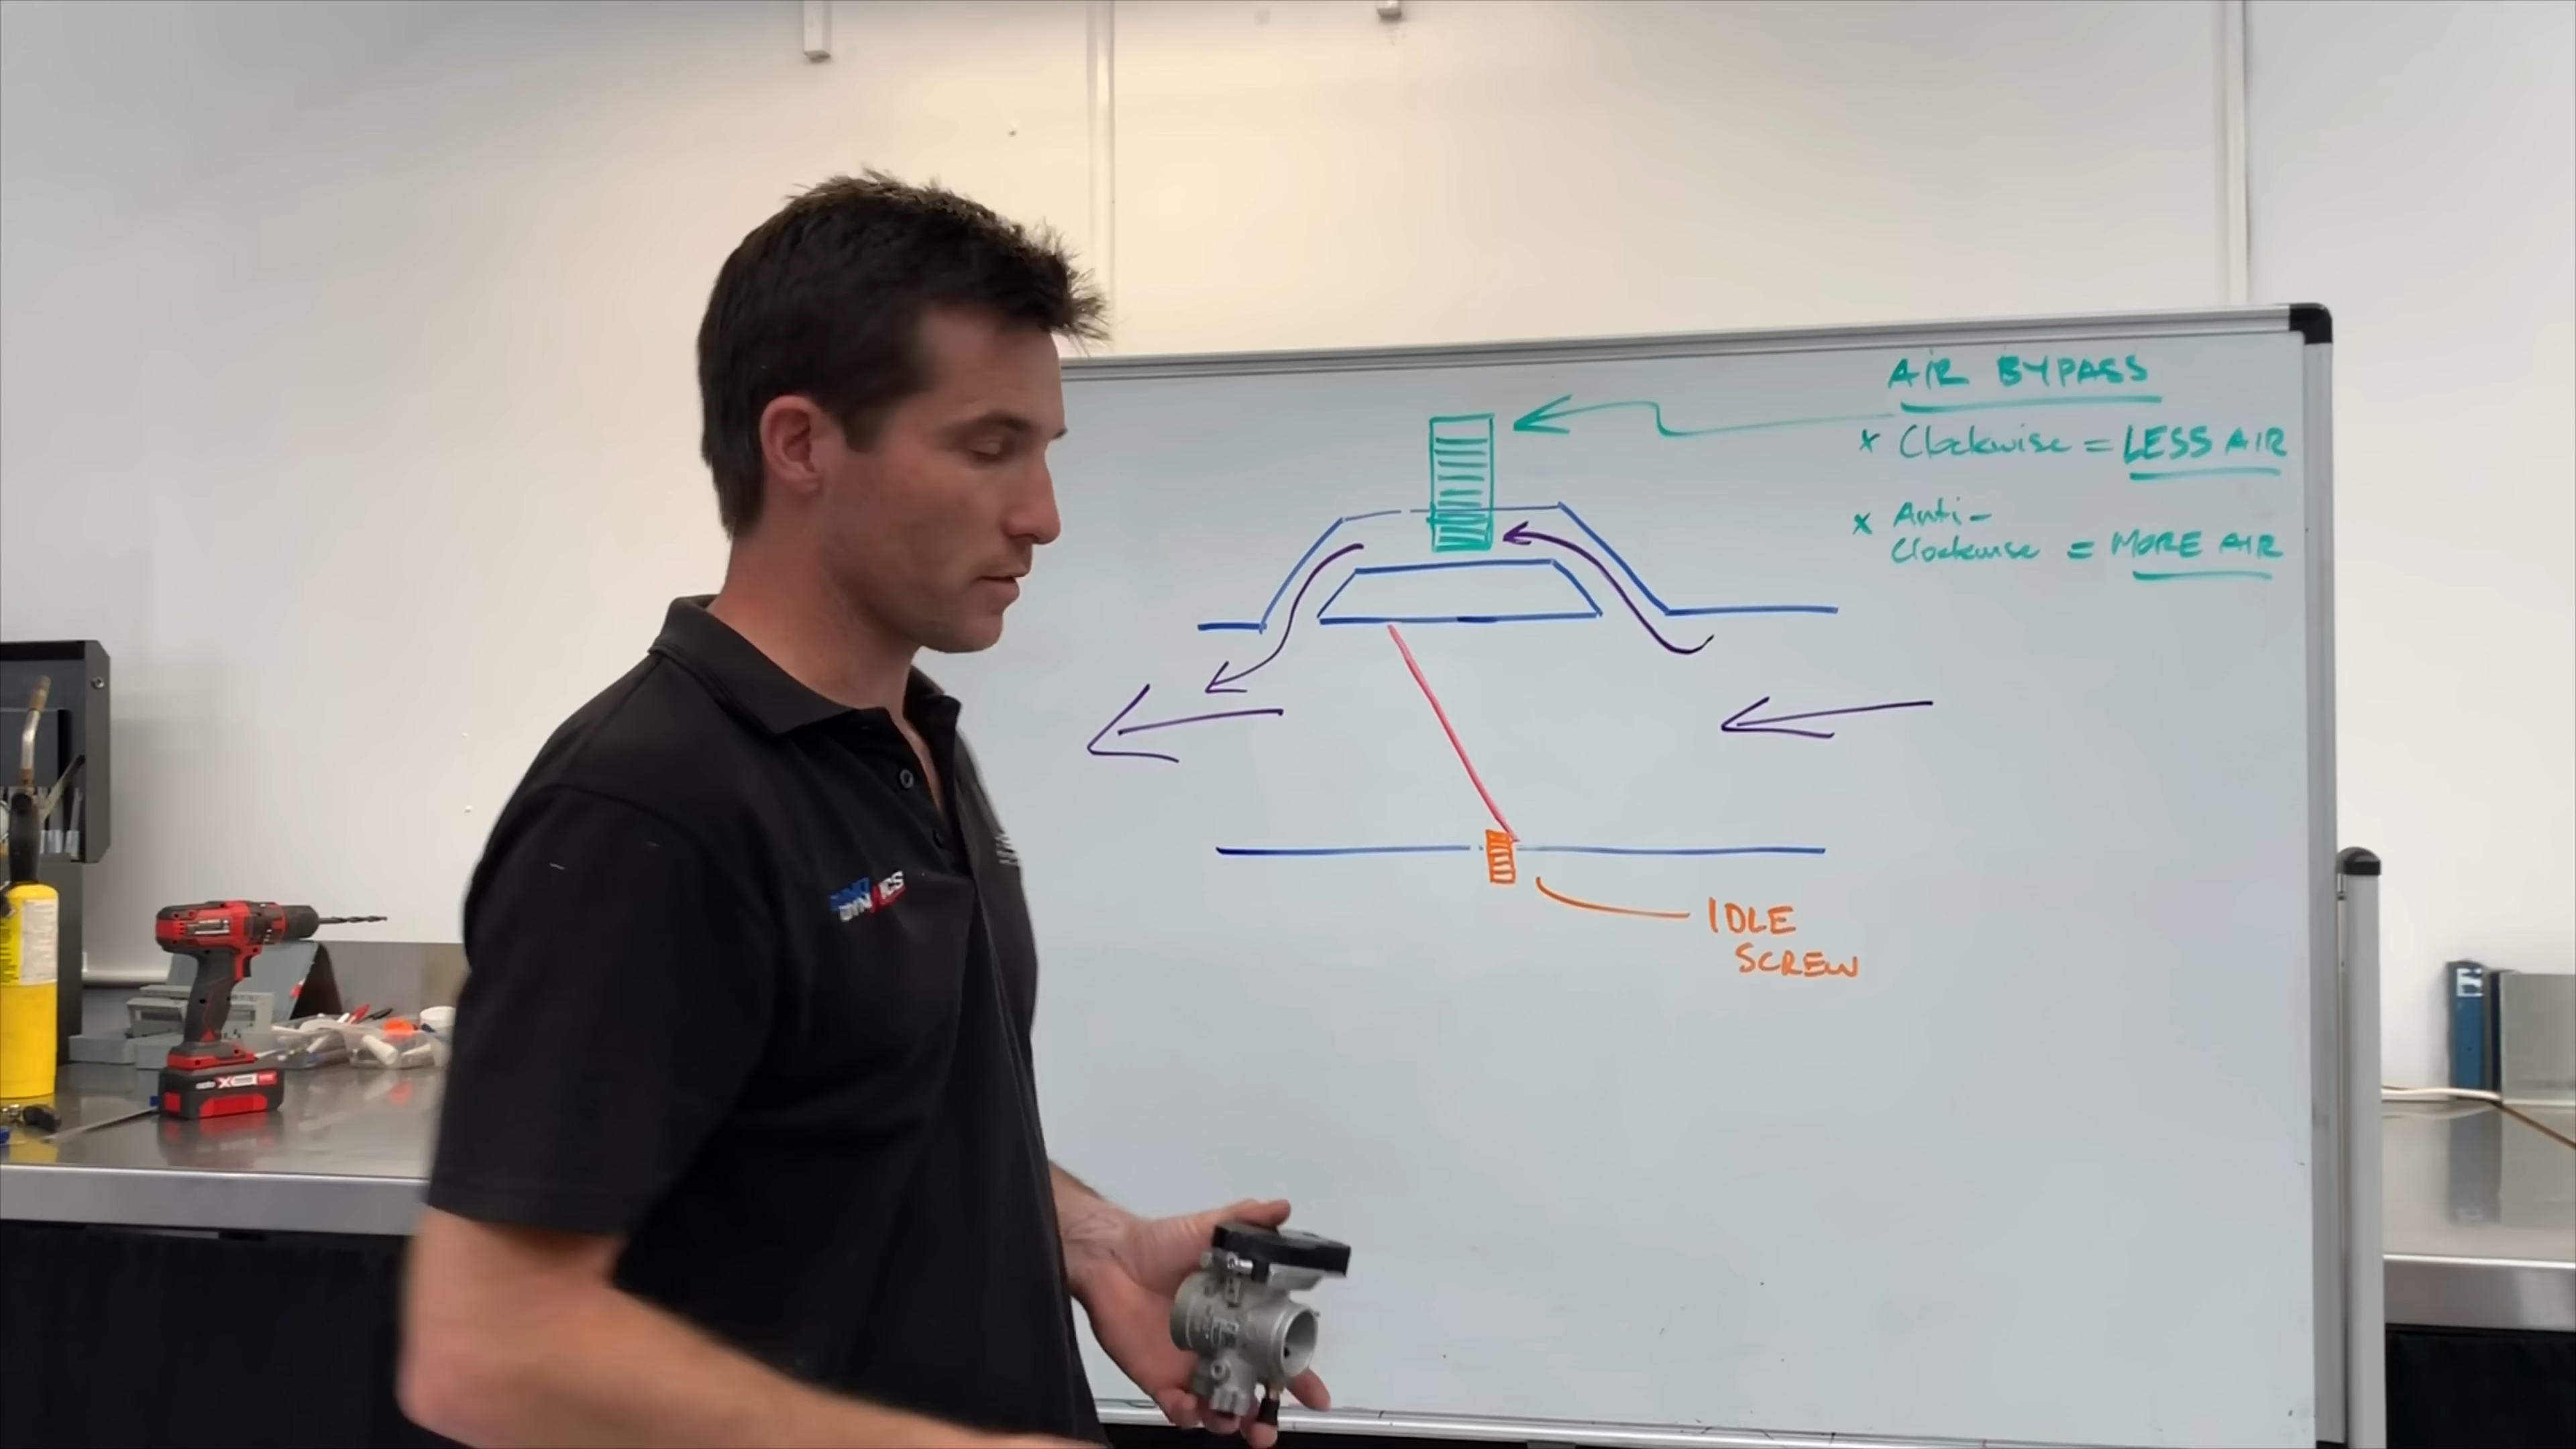 AIR BYPASS
x Clockwise = LESS AIR
x Anti-
Clockwise = MORE AIR
IDLE
SCREW